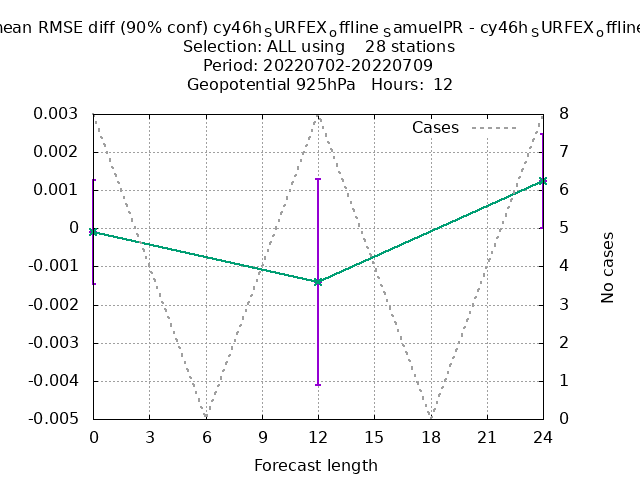 nean RMSE diff (90% conf) cy46h_SURFEX_offline_SamuelPR - cy46h_SURFEX_offline
Selection: ALL using 28 stations
Period: 20220702-20220709
Geopotential 925hPa Hours: 12
Cases
0.003
0.002
0.001
0
-0.001
-0.002
-0.003
-0.004
-0.005
8
7
6
5
4
3
2
1
0
No cases
0 3 6 9 12 15 18 21 24
Forecast length